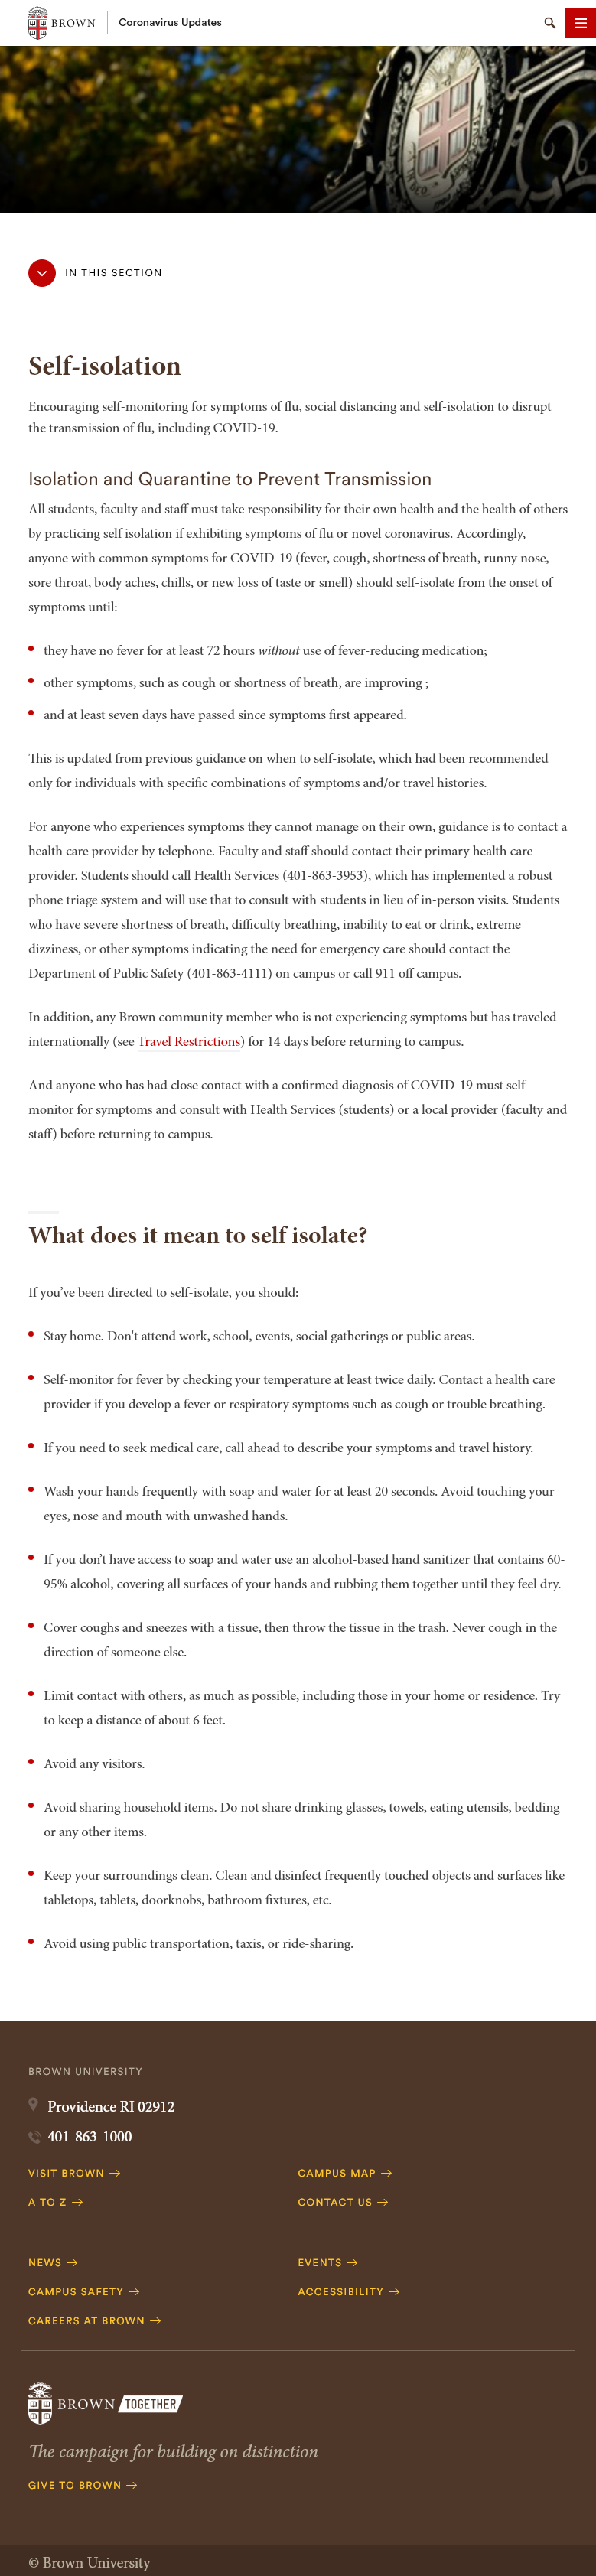 BROWN
Coronavirus Updates
IN THIS SECTION
Self-isolation
Encouraging self-monitoring for symptoms of flu, social distancing and self-isolation to disrupt
the transmission of flu, including COVID-19.
Isolation and Quarantine to Prevent Transmission
All students, faculty and staff must take responsibility for their own health and the health of others
by practicing self isolation if exhibiting symptoms of flu or novel coronavirus. Accordingly,
anyone with common symptoms for COVID-19 (fever, cough, shortness of breath, runny nose,
sore throat, body aches, chills, or new loss of taste or smell) should self-isolate from the onset of
symptoms until:
they have no fever for at least 72 hours without use of fever-reducing medication;
other symptoms, such as cough or shortness of breath, are improving ;
and at least seven days have passed since symptoms first appeared.
This is updated from previous guidance on when to self-isolate, which had been recommended
only for individuals with specific combinations of symptoms and/or travel histories.
For anyone who experiences symptoms they cannot manage on their own, guidance is to contact a
health care provider by telephone. Faculty and staff should contact their primary health care
provider. Students should call Health Services (401-863-3953), which has implemented a robust
phone triage system and will use that to consult with students in lieu of in-person visits. Students
who have severe shortness of breath, difficulty breathing, inability to eat or drink, extreme
dizziness, or other symptoms indicating the need for emergency care should contact the
Department of Public Safety (401-863-4111) on campus or call 911 off campus.
In addition, any Brown community member who is not experiencing symptoms but has traveled
internationally (see Travel Restrictions) for 14 days before returning to campus.
And anyone who has had close contact with a confirmed diagnosis of COVID-19 must self-
monitor for symptoms and consult with Health Services (students) or a local provider (faculty and
staff) before returning to campus.
What does it mean to self isolate?
If you’ve been directed to self-isolate, you should:
Stay home. Don't attend work, school, events, social gatherings or public areas.
Self-monitor for fever by checking your temperature at least twice daily. Contact a health care
provider if you develop a fever or respiratory symptoms such as cough or trouble breathing.
If you need to seek medical care, call ahead to describe your symptoms and travel history.
Wash your hands frequently with soap and water for at least 20 seconds. Avoid touching your
eyes, nose and mouth with unwashed hands.
If you don’t have access to soap and water use an alcohol-based hand sanitizer that contains 60-
95% alcohol, covering all surfaces of your hands and rubbing them together until they feel dry.
Cover coughs and sneezes with a tissue, then throw the tissue in the trash. Never cough in the
direction of someone else.
Limit contact with others, as much as possible, including those in your home or residence. Try
to keep a distance of about 6 feet.
Avoid any visitors.
Avoid sharing household items. Do not share drinking glasses, towels, eating utensils, bedding
or any other items.
Keep your surroundings clean. Clean and disinfect frequently touched objects and surfaces like
tabletops, tablets, doorknobs, bathroom fixtures, etc.
Avoid using public transportation, taxis, or ride-sharing.
BROWN UNIVERSITY
Providence RI 02912
401-863-1000
VISIT BROWN
CAMPUS MAP
A TO Z
CONTACT US
NEWS
EVENTS
CAMPUS SAFETY
ACCESSIBILITY
CAREERS AT BROWN
BROWN TOGETHER
The campaign for building on distinction
GIVE TO BROWN
© Brown University